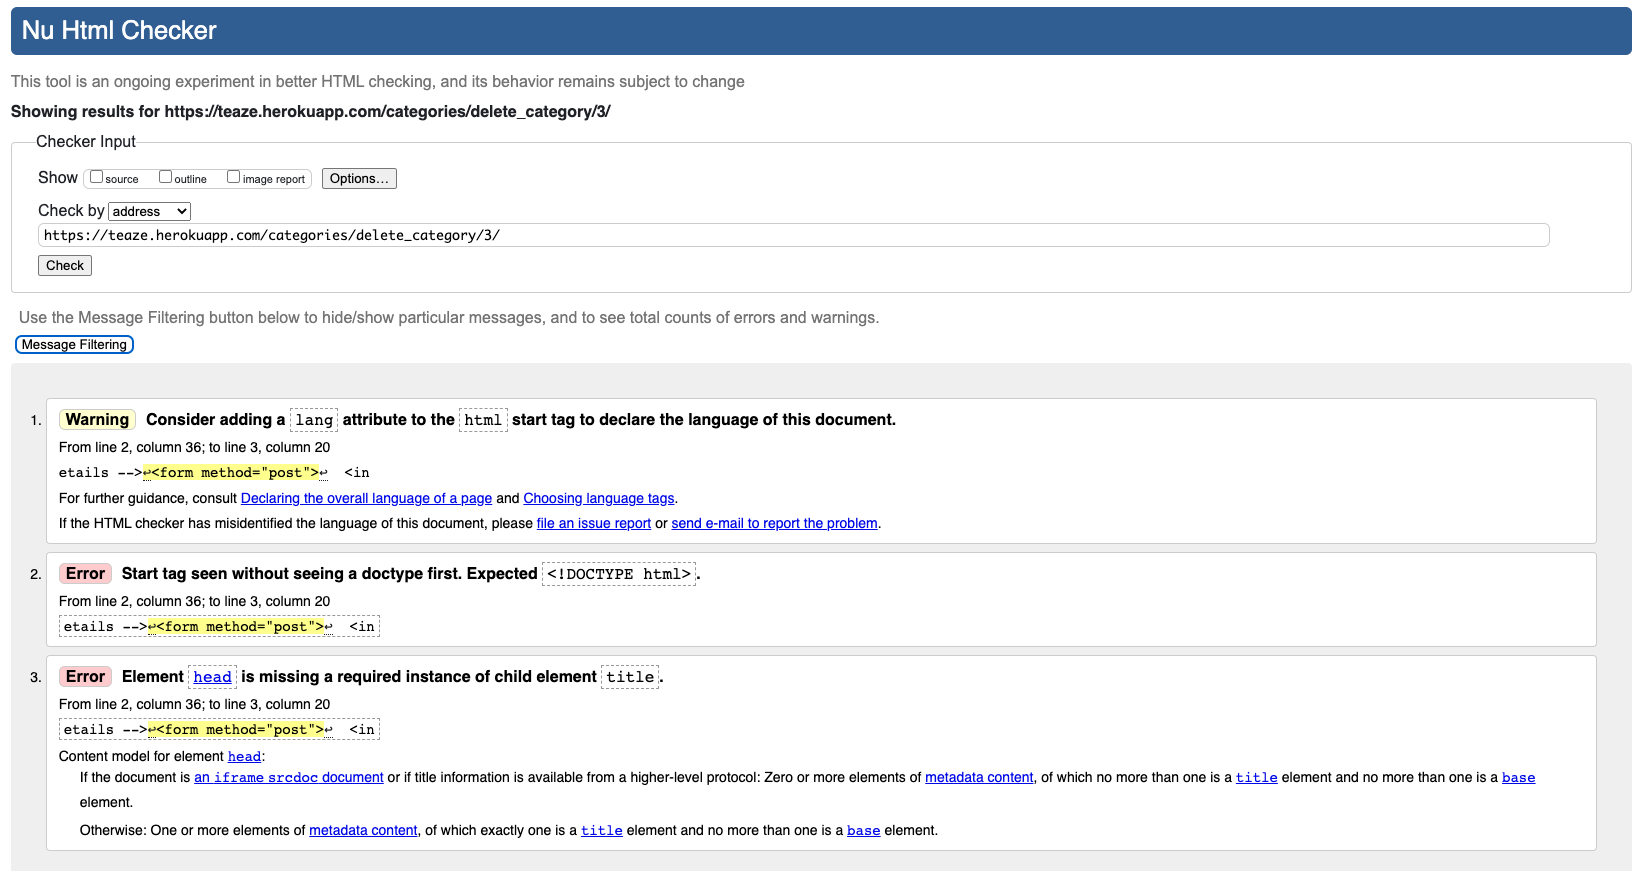 Nu Html Checker
This tool is an ongoing experiment in better HTML checking, and its behavior remains subject to change
Showing results for https://teaze.herokuapp.com/categories/delete_category/3/
Checker Input
Show source outline image report Options...
Check by address
https://teaze.herokuapp.com/categories/delete_category/3/
Check
Use the Message Filtering button below to hide/show particular messages, and to see total counts of errors and warnings.
Message Filtering
1. Warning Consider adding a lang attribute to the html start tag to declare the language of this document.
From line 2, column 36; to line 3, column 20
etails -->↩<form method="post">↩  <in
For further guidance, consult Declaring the overall language of a page and Choosing language tags.
If the HTML checker has misidentified the language of this document, please file an issue report or send e-mail to report the problem.
2. Error Start tag seen without seeing a doctype first. Expected <!DOCTYPE html>.
From line 2, column 36; to line 3, column 20
etails -->↩<form method="post">↩  <in
3. Error Element head is missing a required instance of child element title.
From line 2, column 36; to line 3, column 20
etails -->↩<form method="post">↩  <in
Content model for element head:
If the document is an iframe srcdoc document or if title information is available from a higher-level protocol: Zero or more elements of metadata content, of which no more than one is a title element and no more than one is a base
element.
Otherwise: One or more elements of metadata content, of which exactly one is a title element and no more than one is a base element.